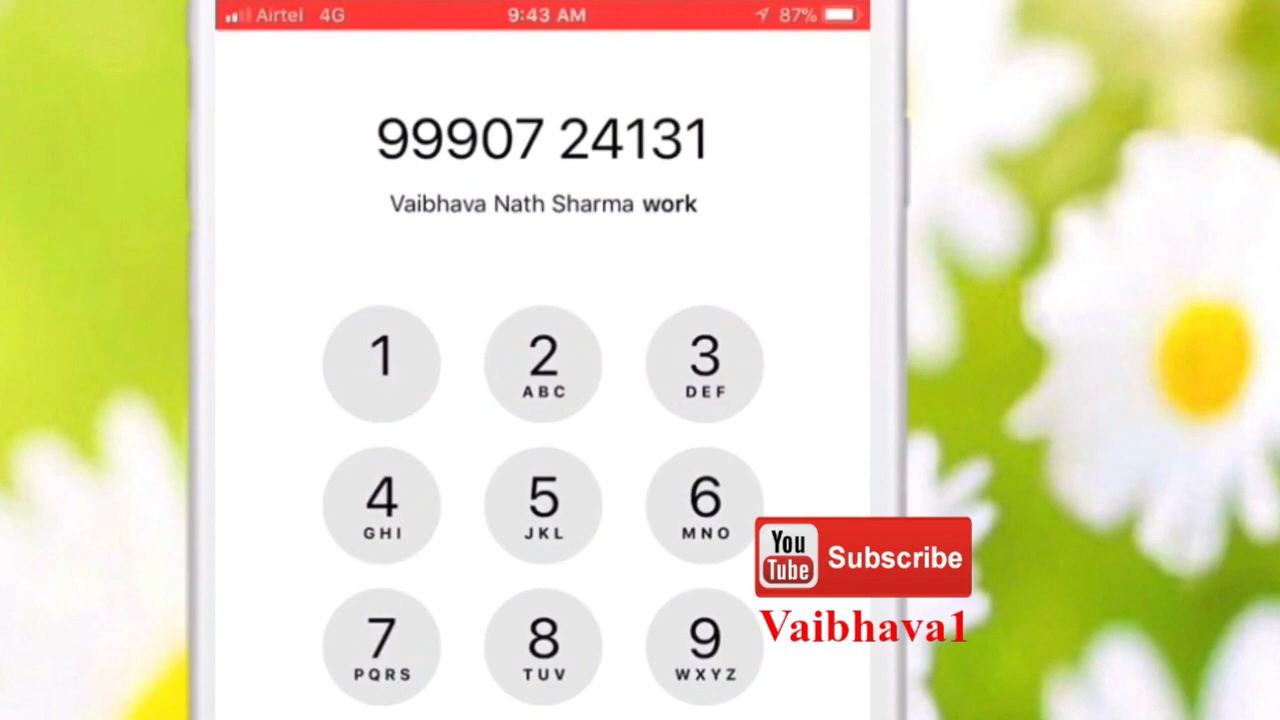 Airtel 4G 9:43 AM 87%
99907 24131
Vaibhava Nath Sharma work
1 2 3
ABC DEF
4 5 6
GHI JKL MNO
7 8 9
PQRS TUV WXYZ
You
Tube
Subscribe
Vaibhava1